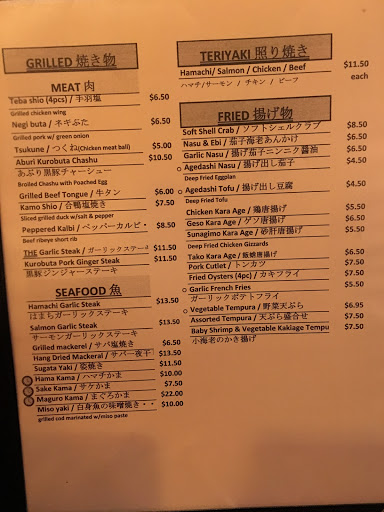 GRILLED 焼き物
MEAT 肉
Teba shio (4pcs) / 手羽塩 $6.50
Grilled chicken wing
Negi buta / ネギぶた $6.50
Grilled pork w/ green onion
Tsukune / つくね(Chicken meat ball) $5.00
Aburi Kurobuta Chashu $10.50
あぶり黒豚チャーシュー
Broiled Chashu with Poached Egg
Grilled Beef Tongue / 牛タン $6.00
Kamo Shio / 合鴨塩焼 $7.50
Sliced grilled duck w/salt & pepper
Peppered Kalbi / ペッパーカルビ・ $8.50
Beef ribeye short rib
THE Garlic Steak / ガーリックステーキ $11.50
Kurobuta Pork Ginger Steak $11.50
黒豚ジンジャーステーキ
SEAFOOD 魚
Hamachi Garlic Steak $13.50
はまちガーリックステーキ
Salmon Garlic Steak $13.50
サーモンガーリックステーキ
Grilled mackerel / サバ塩焼き $6.50
Hang Dried Mackeral / サバ一夜干 $13.50
Sugata Yaki / 姿焼き $11.50
Hama Kama / ハマチかま $10.00
Sake Kama / サケかま $7.50
Maguro Kama / まぐろかま $22.00
Miso yaki / 白身魚の味噌焼き・・ $10.00
grilled cod marinated w/miso paste
TERIYAKI 照り焼き
Hamachi/ Salmon / Chicken / Beef $11.50
ハマチ/サーモン / チキン / ビーフ each
FRIED 揚げ物
Soft Shell Crab / ソフトシェルクラブ $8.50
Nasu & Ebi / 茄子海老あんかけ $6.50
Garlic Nasu / 揚げ茄子ニンニク醤油 $6.50
Agedashi Nasu / 揚げ出し茄子 $4.50
Deep Fried Eggplan
Agedashi Tofu / 揚げ出し豆腐 $4.50
Deep Fried Tofu
Chicken Kara Age / 鶏唐揚げ $5.50
Geso Kara Age / ゲソ唐揚げ $6.50
Sunagimo Kara Age / 砂肝唐揚げ $5.50
Deep Fried Chicken Gizzards
Tako Kara Age / 蛸唐揚げ $6.50
Pork Cutlet / トンカツ $7.50
Fried Oysters (4pc) / カキフライ $7.50
Garlic French Fries $5.50
ガーリックポテトフライ
Vegetable Tempura / 野菜天ぷら $6.95
Assorted Tempura / 天ぷら盛合せ $7.50
Baby Shrimp & Vegetable Kakiage Tempu $7.50
小海老のかき揚げ